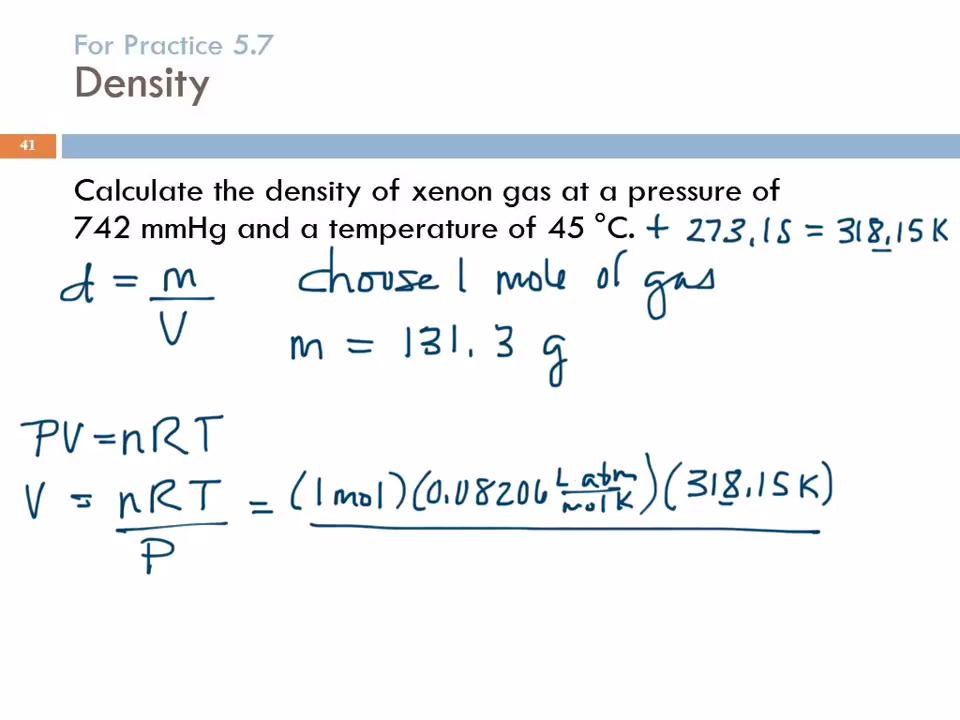 For Practice 5.7
Density
41
Calculate the density of xenon gas at a pressure of
742 mmHg and a temperature of 45 °C. + 273.15 = 318.15 K
d = m/V choose 1 mole of gas
m = 131.3 g
PV = nRT
V = nRT/P = (1 mol)(0.08206 L atm/mol K)(318.15 K)